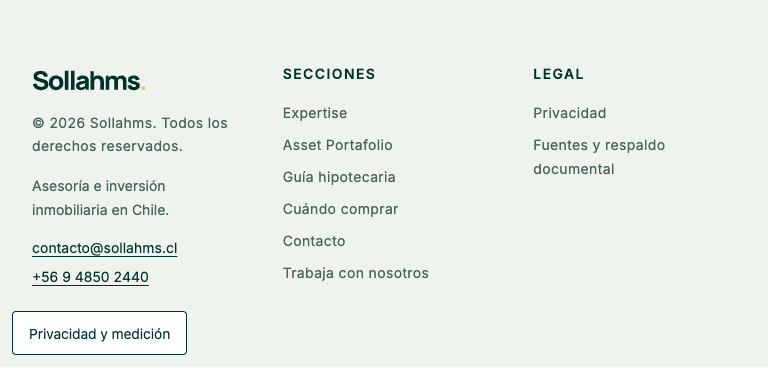 Sollahms.
© 2026 Sollahms. Todos los
derechos reservados.
Asesoría e inversión
inmobiliaria en Chile.
contacto@sollahms.cl
+56 9 4850 2440
Privacidad y medición
SECCIONES
Expertise
Asset Portafolio
Guía hipotecaria
Cuándo comprar
Contacto
Trabaja con nosotros
LEGAL
Privacidad
Fuentes y respaldo
documental